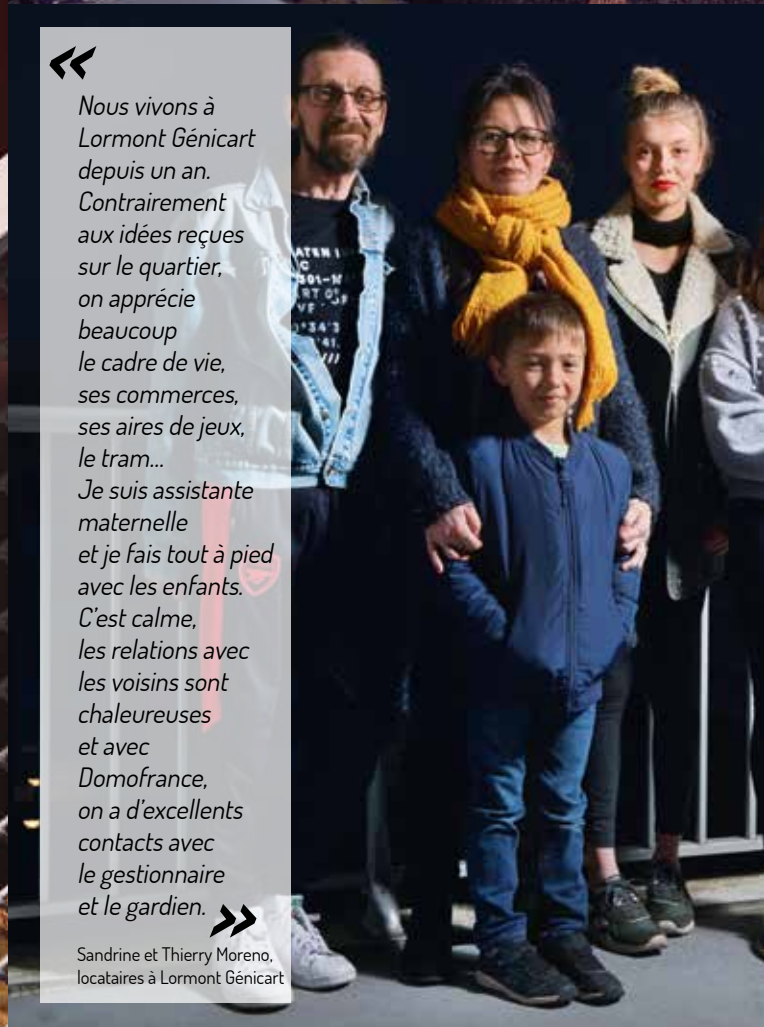 «
Nous vivons à
Lormont Génicart
depuis un an.
Contrairement
aux idées reçues
sur le quartier,
on apprécie
beaucoup
le cadre de vie,
ses commerces,
ses aires de jeux,
le tram...
Je suis assistante
maternelle
et je fais tout à pied
avec les enfants.
C’est calme,
les relations avec
les voisins sont
chaleureuses
et avec
Domofrance,
on a d’excellents
contacts avec
le gestionnaire
et le gardien. »
Sandrine et Thierry Moreno,
locataires à Lormont Génicart